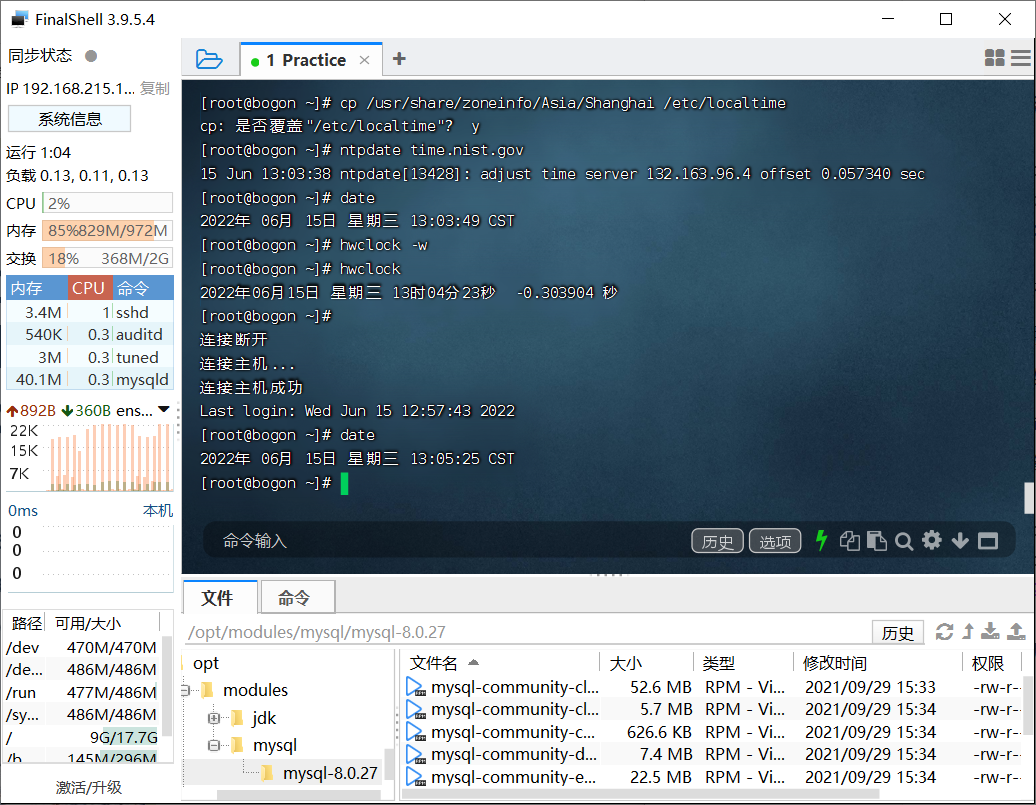 FinalShell 3.9.5.4
同步状态
IP 192.168.215.1... 复制
系统信息
运行 1:04
负载 0.13, 0.11, 0.13
CPU 2%
内存 85%829M/972M
交换 18% 368M/2G
内存 CPU 命令
3.4M 1 sshd
540K 0.3 auditd
3M 0.3 tuned
40.1M 0.3 mysqld
892B 360B ens...
22K
15K
7K
0ms 本机
0
0
0
路径 可用/大小
/dev 470M/470M
/de... 486M/486M
/run 477M/486M
/sy... 486M/486M
/ 9G/17.7G
/b 145M/296M
激活/升级
1 Practice
[root@bogon ~]# cp /usr/share/zoneinfo/Asia/Shanghai /etc/localtime
cp: 是否覆盖"/etc/localtime"? y
[root@bogon ~]# ntpdate time.nist.gov
15 Jun 13:03:38 ntpdate[13428]: adjust time server 132.163.96.4 offset 0.057340 sec
[root@bogon ~]# date
2022年 06月 15日 星期三 13:03:49 CST
[root@bogon ~]# hwclock -w
[root@bogon ~]# hwclock
2022年06月15日 星期三 13时04分23秒 -0.303904 秒
[root@bogon ~]#
连接断开
连接主机...
连接主机成功
Last login: Wed Jun 15 12:57:43 2022
[root@bogon ~]# date
2022年 06月 15日 星期三 13:05:25 CST
[root@bogon ~]#
命令输入 历史 选项
文件 命令
/opt/modules/mysql/mysql-8.0.27 历史
opt
modules
jdk
mysql
mysql-8.0.27
文件名 大小 类型 修改时间 权限
mysql-community-cl... 52.6 MB RPM - Vi... 2021/09/29 15:33 -rw-r-
mysql-community-cl... 5.7 MB RPM - Vi... 2021/09/29 15:34 -rw-r-
mysql-community-c... 626.6 KB RPM - Vi... 2021/09/29 15:34 -rw-r-
mysql-community-d... 7.4 MB RPM - Vi... 2021/09/29 15:34 -rw-r-
mysql-community-e... 22.5 MB RPM - Vi... 2021/09/29 15:34 -rw-r-